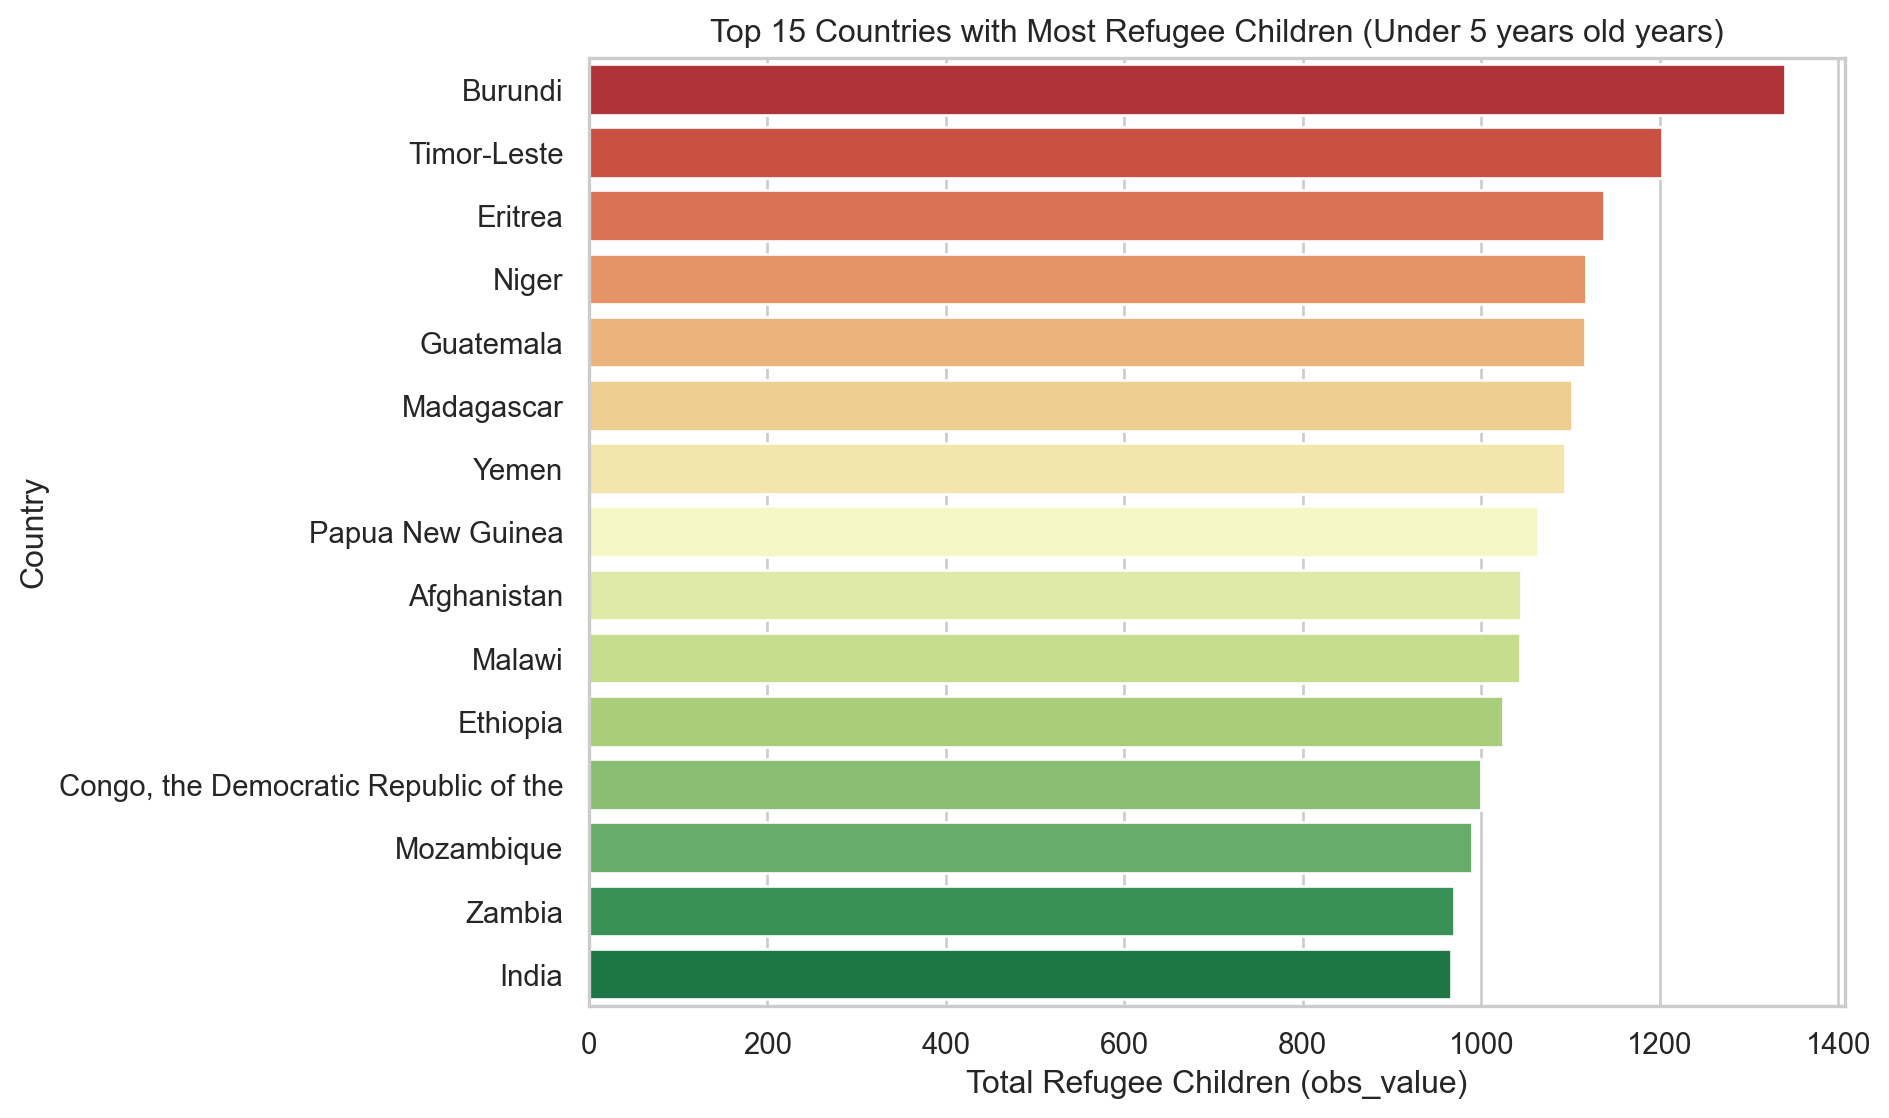 Top 15 Countries with Most Refugee Children (Under 5 years old years)
Country
Burundi
Timor-Leste
Eritrea
Niger
Guatemala
Madagascar
Yemen
Papua New Guinea
Afghanistan
Malawi
Ethiopia
Congo, the Democratic Republic of the
Mozambique
Zambia
India
0 200 400 600 800 1000 1200 1400
Total Refugee Children (obs_value)